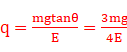 q = mgtanθ/E = 3mg/4E